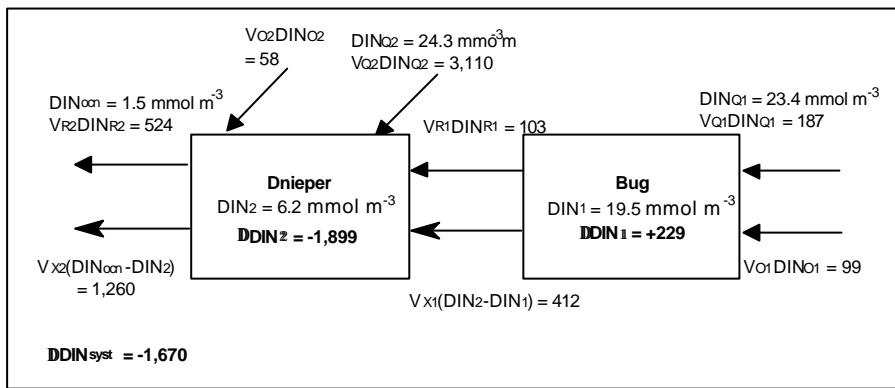 VO2DINO2
= 58
DINQ2 = 24.3 mmol-3m
VQ2DINQ2 = 3,110
DINocn = 1.5 mmol m-3
VR2DINR2 = 524
VR1DINR1 = 103
DINQ1 = 23.4 mmol m-3
VQ1DINQ1 = 187
Dnieper
DIN2 = 6.2 mmol m-3
DDIN2 = -1,899
Bug
DIN1 = 19.5 mmol m-3
DDIN1 = +229
VX2(DINocn-DIN2)
= 1,260
VX1(DIN2-DIN1) = 412
VO1DINO1 = 99
DDINsyst = -1,670